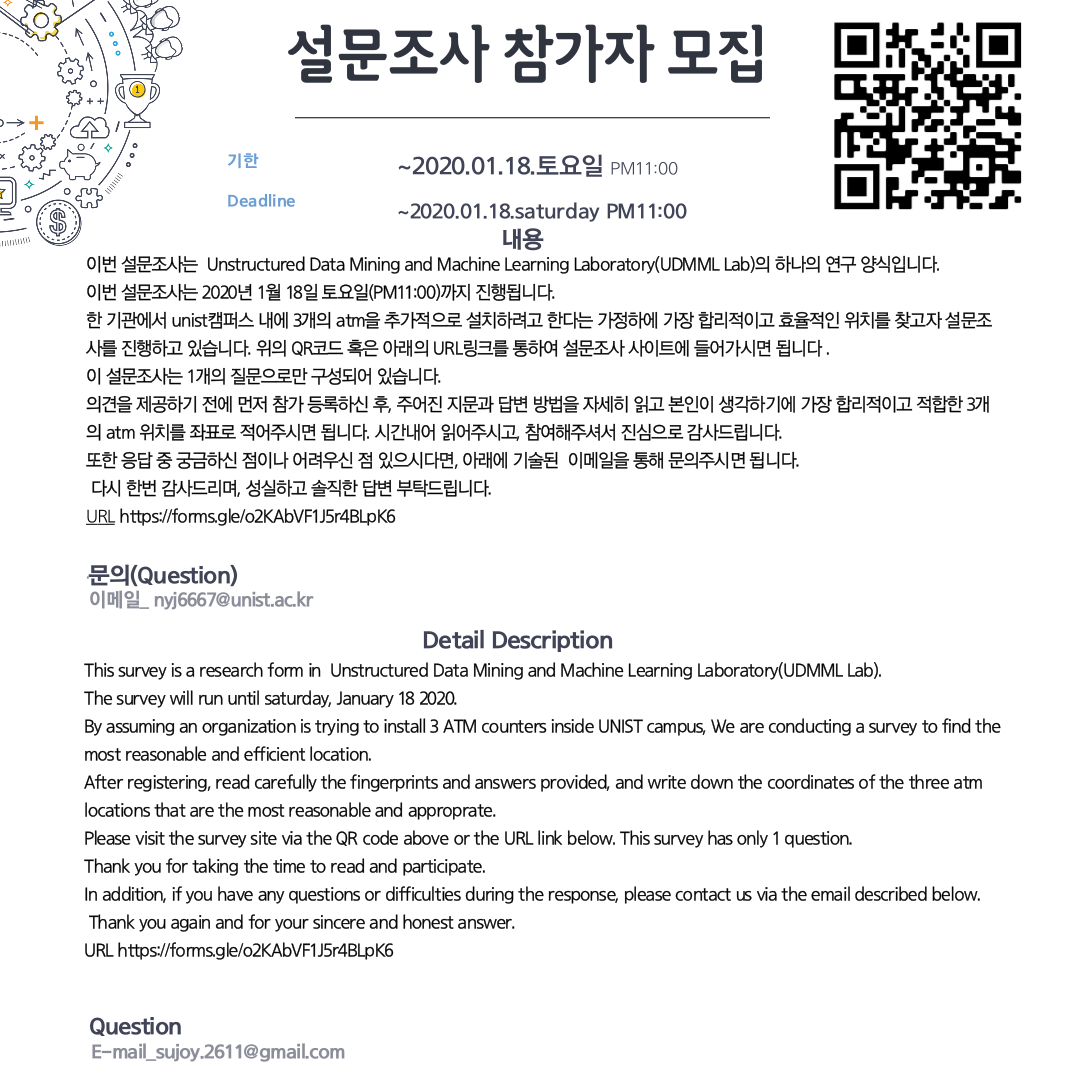 설문조사 참가자 모집
기한 ~2020.01.18.토요일 PM11:00
Deadline ~2020.01.18.saturday PM11:00
내용
이번 설문조사는 Unstructured Data Mining and Machine Learning Laboratory(UDMML Lab)의 하나의 연구 양식입니다.
이번 설문조사는 2020년 1월 18일 토요일(PM11:00)까지 진행됩니다.
한 기관에서 unist캠퍼스 내에 3개의 atm을 추가적으로 설치하려고 한다는 가정하에 가장 합리적이고 효율적인 위치를 찾고자 설문조
사를 진행하고 있습니다. 위의 QR코드 혹은 아래의 URL링크를 통하여 설문조사 사이트에 들어가시면 됩니다 .
이 설문조사는 1개의 질문으로만 구성되어 있습니다.
의견을 제공하기 전에 먼저 참가 등록하신 후, 주어진 지문과 답변 방법을 자세히 읽고 본인이 생각하기에 가장 합리적이고 적합한 3개
의 atm 위치를 좌표로 적어주시면 됩니다. 시간내어 읽어주시고, 참여해주셔서 진심으로 감사드립니다.
또한 응답 중 궁금하신 점이나 어려우신 점 있으시다면, 아래에 기술된 이메일을 통해 문의주시면 됩니다.
다시 한번 감사드리며, 성실하고 솔직한 답변 부탁드립니다.
URL https://forms.gle/o2KAbVF1J5r4BLpK6
문의(Question)
이메일_ nyj6667@unist.ac.kr
Detail Description
This survey is a research form in Unstructured Data Mining and Machine Learning Laboratory(UDMML Lab).
The survey will run until saturday, January 18 2020.
By assuming an organization is trying to install 3 ATM counters inside UNIST campus, We are conducting a survey to find the
most reasonable and efficient location.
After registering, read carefully the fingerprints and answers provided, and write down the coordinates of the three atm
locations that are the most reasonable and approprate.
Please visit the survey site via the QR code above or the URL link below. This survey has only 1 question.
Thank you for taking the time to read and participate.
In addition, if you have any questions or difficulties during the response, please contact us via the email described below.
Thank you again and for your sincere and honest answer.
URL https://forms.gle/o2KAbVF1J5r4BLpK6
Question
E-mail_sujoy.2611@gmail.com